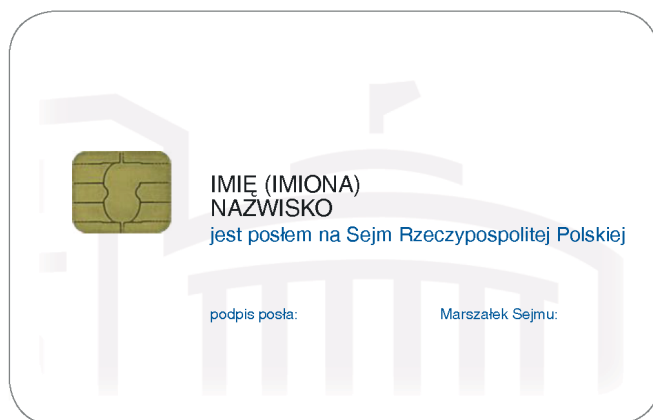 IMIĘ (IMIONA)
NAZWISKO
jest posłem na Sejm Rzeczypospolitej Polskiej
podpis posła: Marszałek Sejmu: